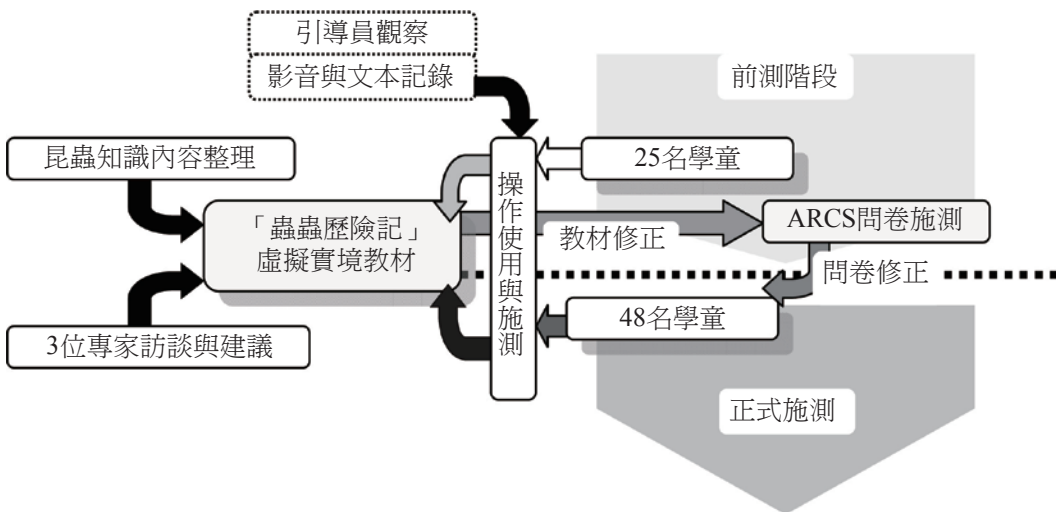 引導員觀察
影音與文本記錄
前測階段
昆蟲知識內容整理
25名學童
操作使用與施測
「蟲蟲歷險記」
虛擬實境教材
教材修正
ARCS問卷施測
問卷修正
3位專家訪談與建議
48名學童
正式施測